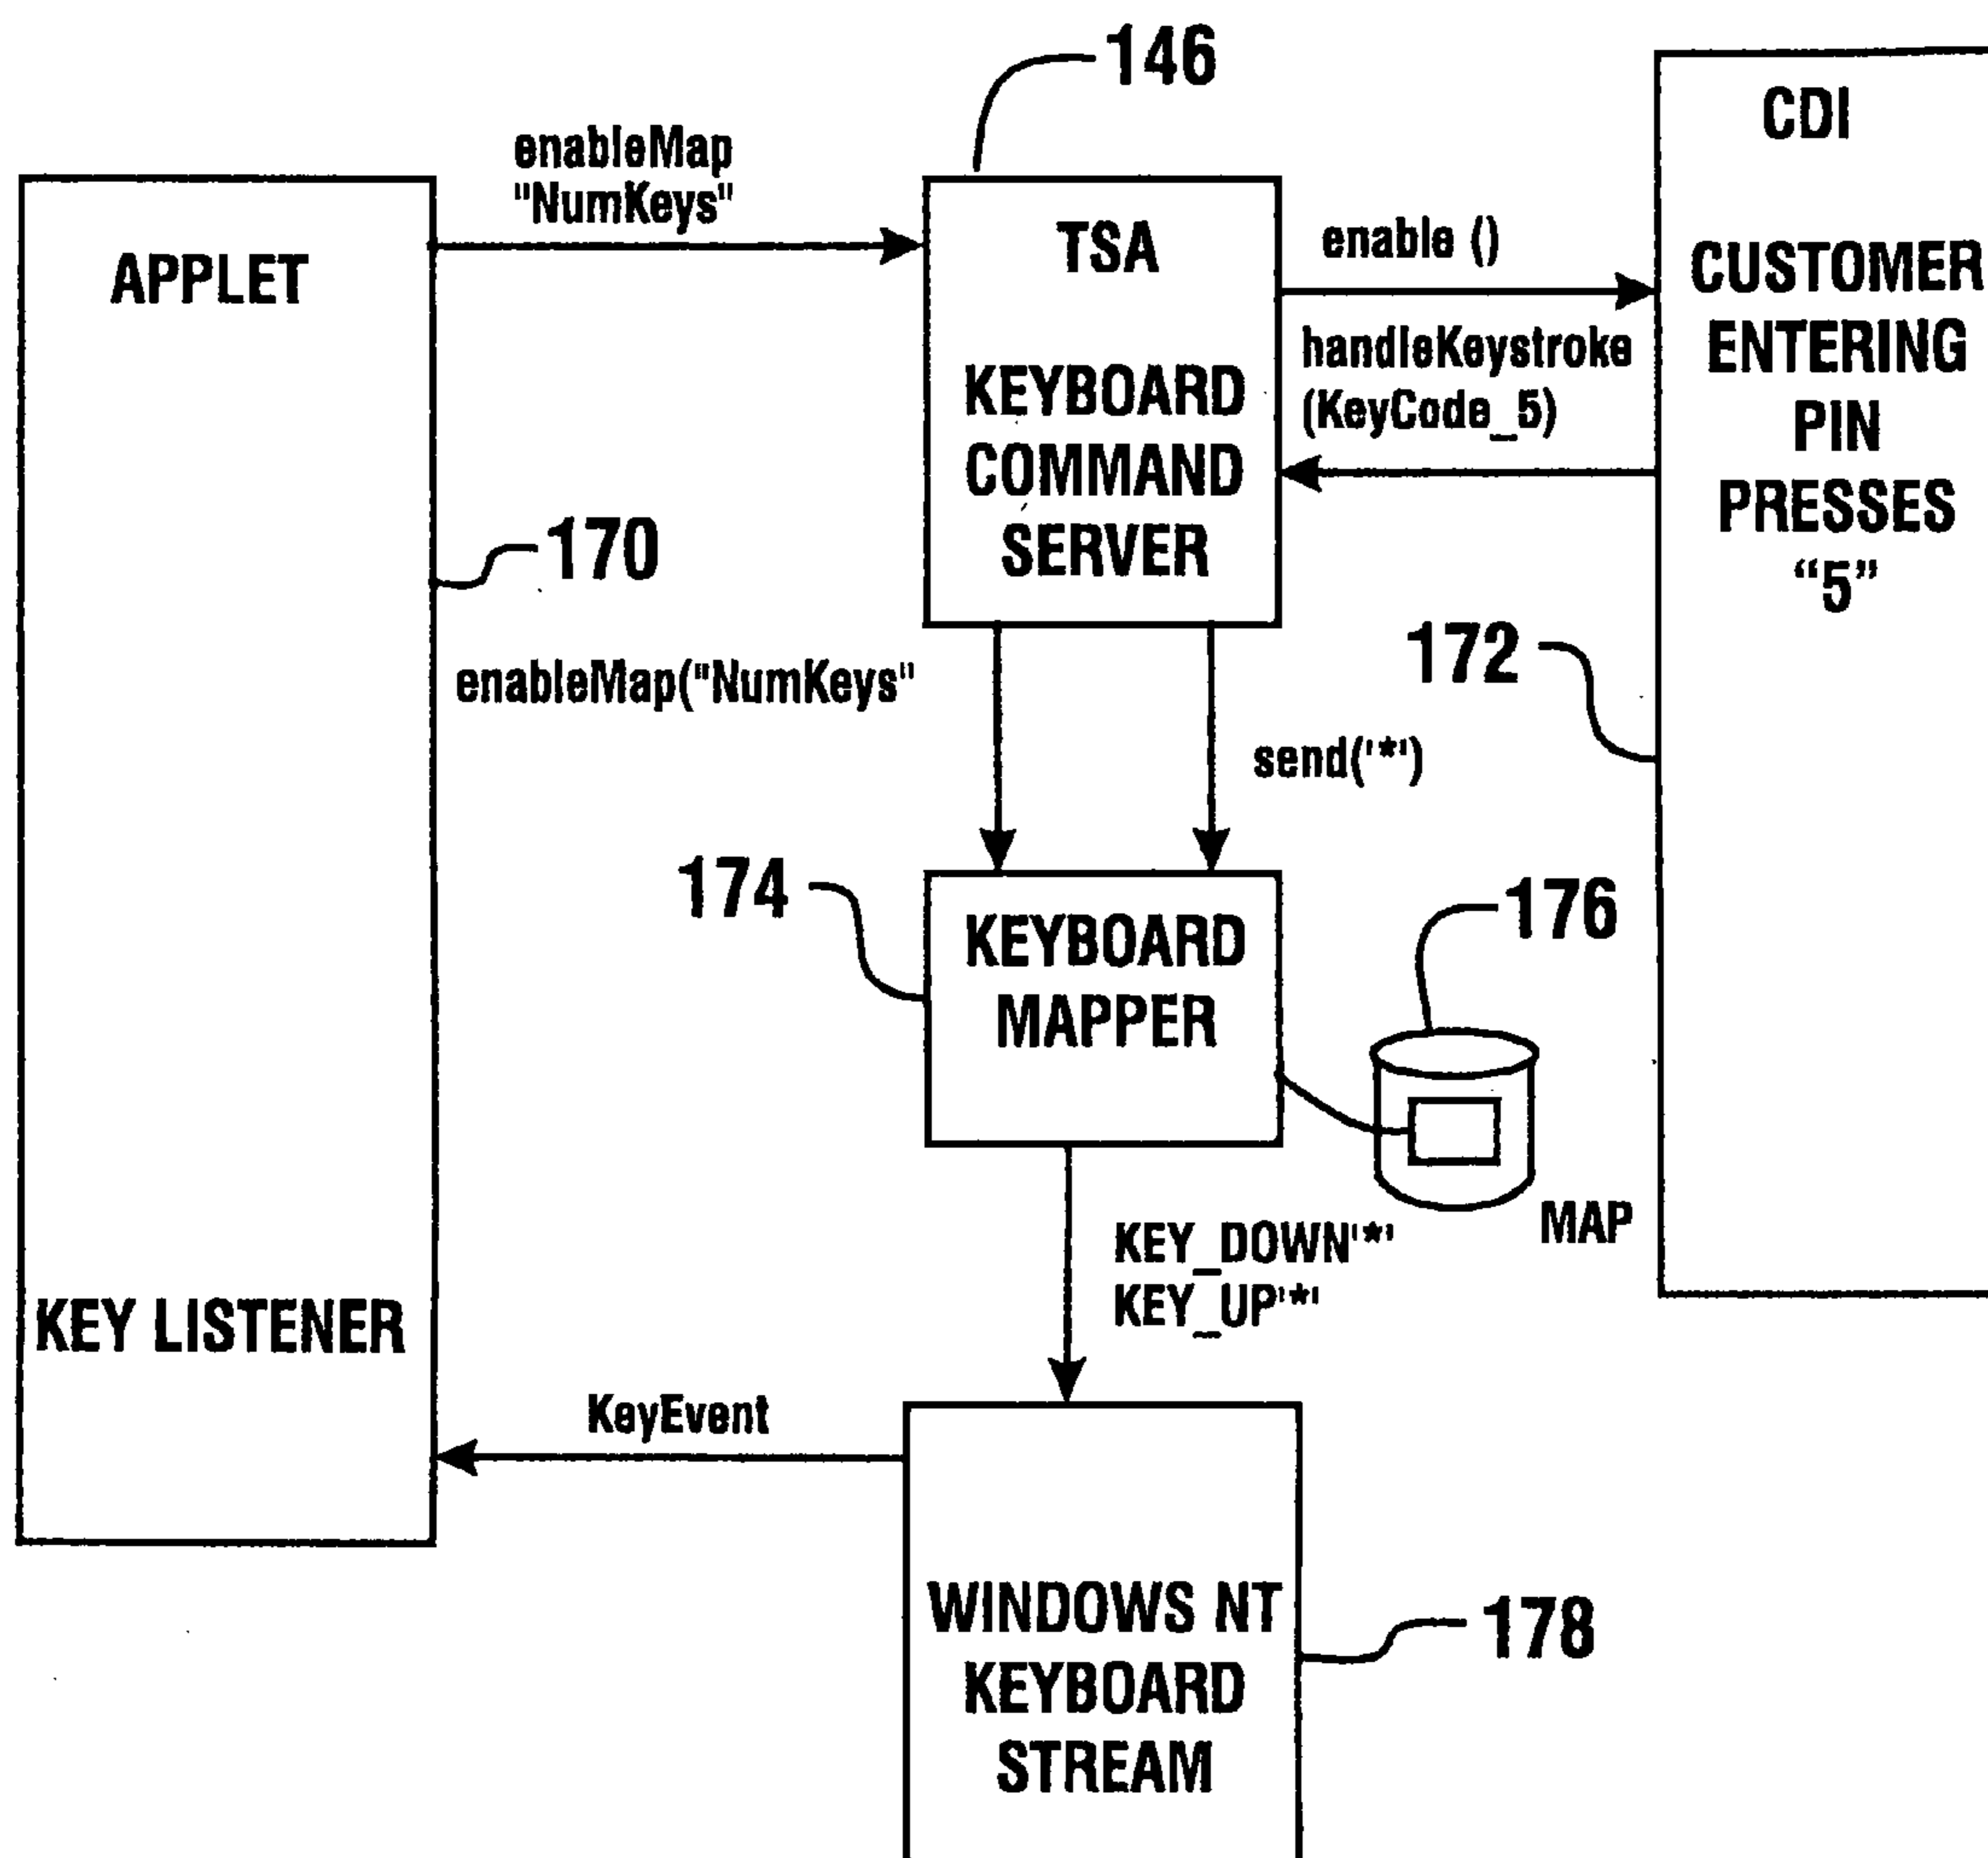 146
CDI
enableMap
"NumKeys"
APPLET
TSA
enable ()
CUSTOMER
ENTERING
PIN
PRESSES
“5”
handleKeystroke
(KeyCode_5)
KEYBOARD
COMMAND
SERVER
170
172
enableMap("NumKeys"
send('*')
174
176
KEYBOARD
MAPPER
MAP
KEY_DOWN'*'
KEY_UP'*'
KEY LISTENER
KeyEvent
WINDOWS NT
KEYBOARD
STREAM
178